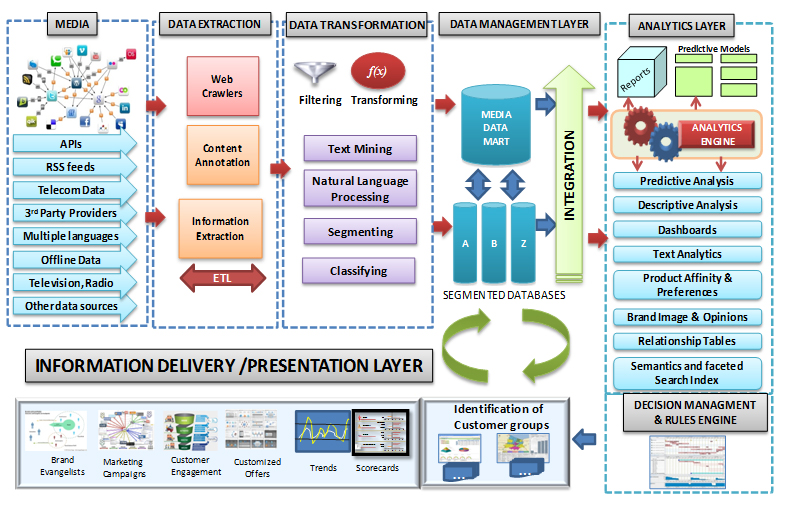 MEDIA
DATA EXTRACTION
DATA TRANSFORMATION
DATA MANAGEMENT LAYER
ANALYTICS LAYER
APIs
RSS feeds
Telecom Data
3rd Party Providers
Multiple languages
Offline Data
Television, Radio
Other data sources
Web
Crawlers
Content
Annotation
Information
Extraction
ETL
f(x)
Filtering
Transforming
Text Mining
Natural Language
Processing
Segmenting
Classifying
MEDIA
DATA
MART
A
B
Z
SEGMENTED DATABASES
INTEGRATION
Reports
Predictive Models
ANALYTICS
ENGINE
Predictive Analysis
Descriptive Analysis
Dashboards
Text Analytics
Product Affinity &
Preferences
Brand Image & Opinions
Relationship Tables
Semantics and faceted
Search Index
DECISION MANAGMENT
& RULES ENGINE
INFORMATION DELIVERY /PRESENTATION LAYER
Brand
Evangelists
Marketing
Campaigns
Customer
Engagement
Customized
Offers
Trends
Scorecards
Identification of
Customer groups